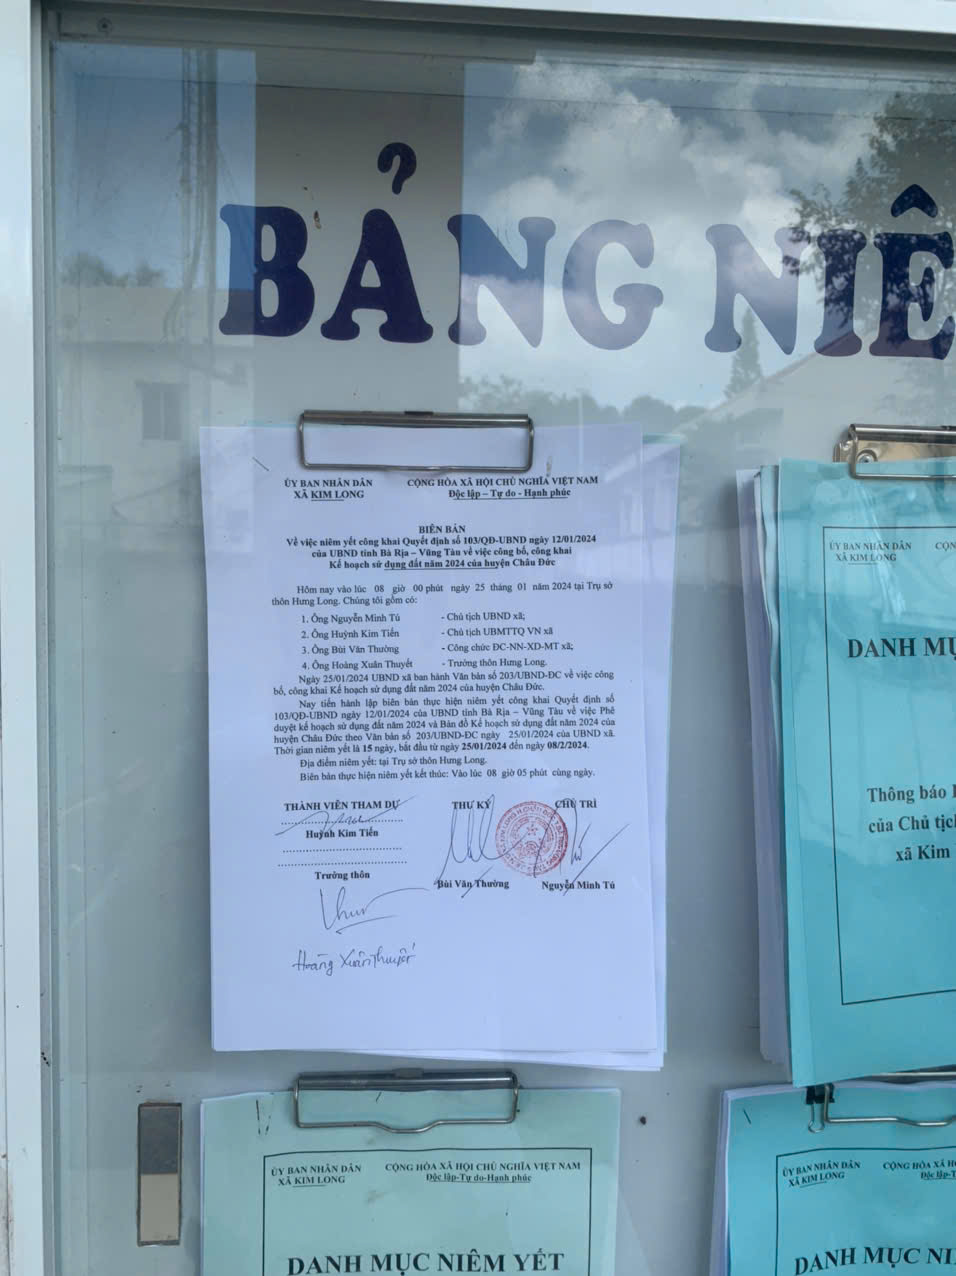 BẢNG NIÊ
ỦY BAN NHÂN DÂN
XÃ KIM LONG
CỘNG HÒA XÃ HỘI CHỦ NGHĨA VIỆT NAM
Độc lập – Tự do - Hạnh phúc
BIÊN BẢN
Về việc niêm yết công khai Quyết định số 103/QĐ-UBND ngày 12/01/2024
của UBND tỉnh Bà Rịa – Vũng Tàu về việc công bố, công khai
Kế hoạch sử dụng đất năm 2024 của huyện Châu Đức
Hôm nay vào lúc 08 giờ 00 phút ngày 25 tháng 01 năm 2024 tại Trụ sở
thôn Hưng Long. Chúng tôi gồm có:
1. Ông Nguyễn Minh Tú - Chủ tịch UBND xã;
2. Ông Huỳnh Kim Tiến - Chủ tịch UBMTTQ VN xã
3. Ông Bùi Văn Thường - Công chức ĐC-NN-XD-MT xã;
4. Ông Hoàng Xuân Thuyết - Trưởng thôn Hưng Long.
Ngày 25/01/2024 UBND xã ban hành Văn bản số 203/UBND-ĐC về việc công
bố, công khai Kế hoạch sử dụng đất năm 2024 của huyện Châu Đức.
Nay tiến hành lập biên bản thực hiện niêm yết công khai Quyết định số
103/QĐ-UBND ngày 12/01/2024 của UBND tỉnh Bà Rịa – Vũng Tàu về việc Phê
duyệt kế hoạch sử dụng đất năm 2024 và Bản đồ Kế hoạch sử dụng đất năm 2024 của
huyện Châu Đức theo Văn bản số 203/UBND-ĐC ngày 25/01/2024 của UBND xã.
Thời gian niêm yết là 15 ngày, bắt đầu từ ngày 25/01/2024 đến ngày 08/2/2024.
Địa điểm niêm yết: tại Trụ sở thôn Hưng Long.
Biên bản thực hiện niêm yết kết thúc: Vào lúc 08 giờ 05 phút cùng ngày.
THÀNH VIÊN THAM DỰ THƯ KÝ CHỦ TRÌ
Huỳnh Kim Tiến
Trưởng thôn
Bùi Văn Thường Nguyễn Minh Tú
Hoàng Xuân Thuyết
ỦY BAN NHÂN DÂN CỘN
XÃ KIM LONG
DANH MỤ
Thông báo
của Chủ tịc
xã Kim
ỦY BAN NHÂN DÂN
XÃ KIM LONG
CỘNG HÒA XÃ HỘI CHỦ NGHĨA VIỆT NAM
Độc lập-Tự do-Hạnh phúc
DANH MỤC NIÊM YẾT
ỦY BAN NHÂN DÂN
XÃ KIM LONG
CỘNG HÒA XÃ H
Độc lập-T
DANH MỤC NI